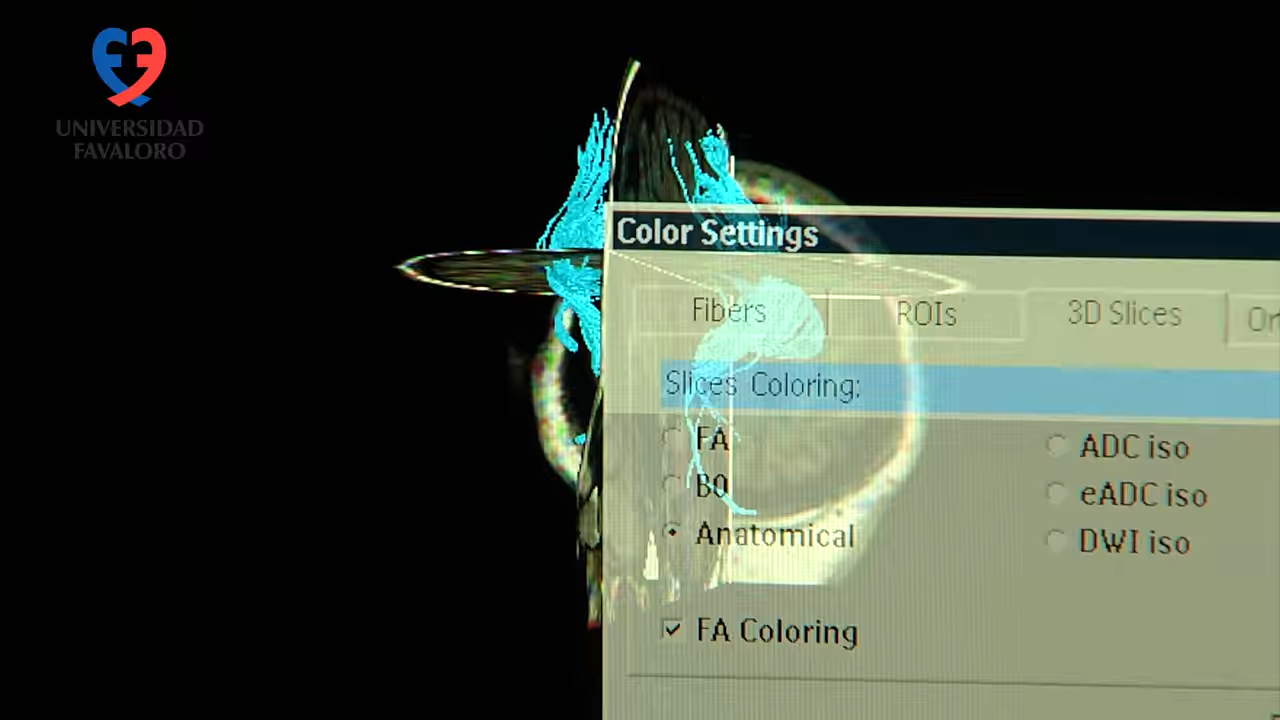 UNIVERSIDAD
FAVALORO
Color Settings
Fibers
ROIs
3D Slices
Slices Coloring:
FA
ADC iso
B0
eADC iso
Anatomical
DWI iso
FA Coloring